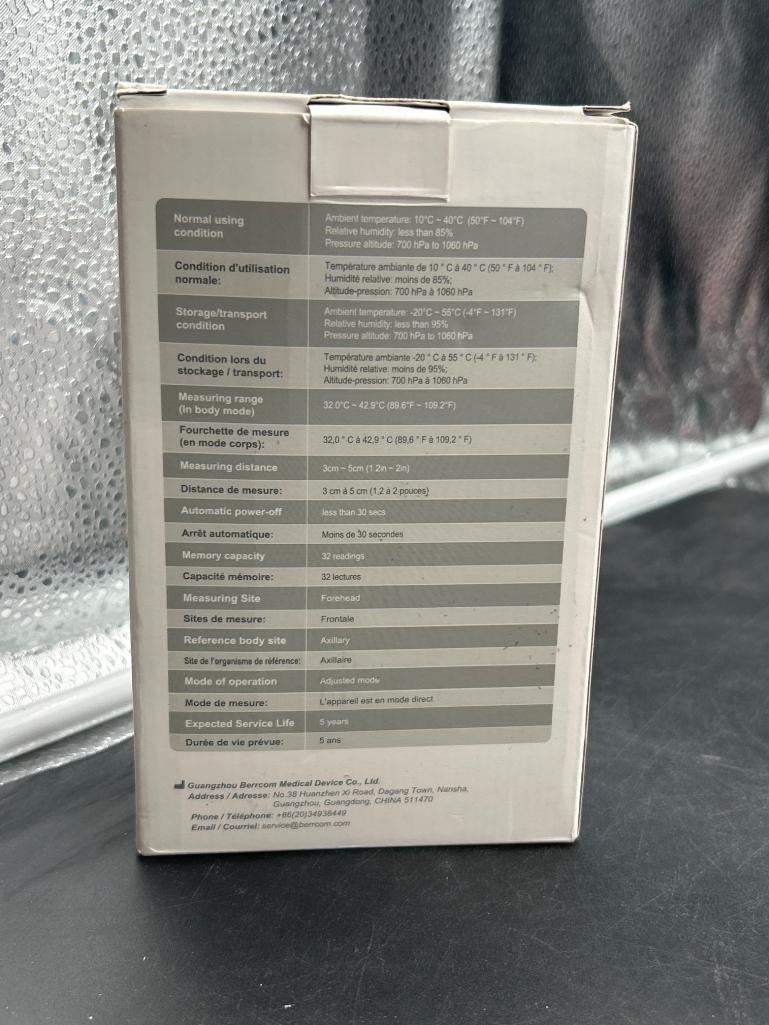 Normal using
condition
Ambient temperature: 10°C ~ 40°C (50°F ~ 104°F)
Relative humidity: less than 85%
Pressure altitude: 700 hPa to 1060 hPa
Condition d'utilisation
normale:
Température ambiante de 10 ° C à 40 ° C (50 ° F à 104 ° F);
Humidité relative: moins de 85%;
Altitude-pression: 700 hPa à 1060 hPa
Storage/transport
condition
Ambient temperature: -20°C ~ 55°C (-4°F ~ 131°F)
Relative humidity: less than 95%
Pressure altitude: 700 hPa to 1060 hPa
Condition lors du
stockage / transport:
Température ambiante -20 ° C à 55 ° C (-4 ° F à 131 ° F);
Humidité relative: moins de 95%;
Altitude-pression: 700 hPa à 1060 hPa
Measuring range
(In body mode)
32.0°C ~ 42.9°C (89.6°F ~ 109.2°F)
Fourchette de mesure
(en mode corps):
32,0 ° C à 42,9 ° C (89,6 ° F à 109,2 ° F)
Measuring distance
3cm ~ 5cm (1.2in ~ 2in)
Distance de mesure:
3 cm à 5 cm (1,2 à 2 pouces)
Automatic power-off
less than 30 secs
Arrêt automatique:
Moins de 30 secondes
Memory capacity
32 readings
Capacité mémoire:
32 lectures
Measuring Site
Forehead
Sites de mesure:
Frontale
Reference body site
Axillary
Site de l'organisme de référence:
Axillaire
Mode of operation
Adjusted mode
Mode de mesure:
L'appareil est en mode direct
Expected Service Life
5 years
Durée de vie prévue:
5 ans
Guangzhou Berrcom Medical Device Co., Ltd.
Address / Adresse: No.38 Huanzhen Xi Road, Dagang Town, Nansha,
Guangzhou, Guangdong, CHINA 511470
Phone / Téléphone: +86(20)34938449
Email / Courriel: service@berrcom.com